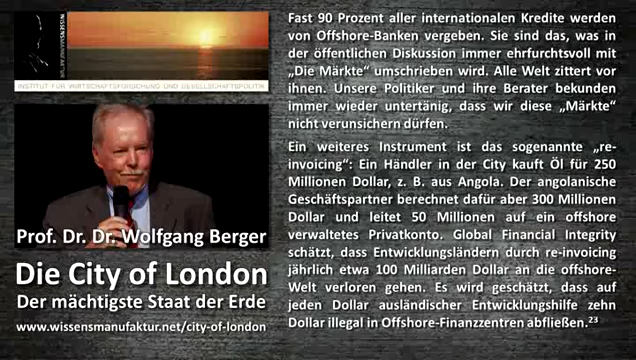 WISSENSMANUFAKTUR
INSTITUT FÜR WIRTSCHAFTSFORSCHUNG UND GESELLSCHAFTSPOLITIK
Prof. Dr. Dr. Wolfgang Berger
Die City of London
Der mächtigste Staat der Erde
www.wissensmanufaktur.net/city-of-london
Fast 90 Prozent aller internationalen Kredite werden
von Offshore-Banken vergeben. Sie sind das, was in
der öffentlichen Diskussion immer ehrfurchtsvoll mit
„Die Märkte“ umschrieben wird. Alle Welt zittert vor
ihnen. Unsere Politiker und ihre Berater bekunden
immer wieder untertänig, dass wir diese „Märkte“
nicht verunsichern dürfen.
Ein weiteres Instrument ist das sogenannte „re-
invoicing“: Ein Händler in der City kauft Öl für 250
Millionen Dollar, z. B. aus Angola. Der angolanische
Geschäftspartner berechnet dafür aber 300 Millionen
Dollar und leitet 50 Millionen auf ein offshore
verwaltetes Privatkonto. Global Financial Integrity
schätzt, dass Entwicklungsländern durch re-invoicing
jährlich etwa 100 Milliarden Dollar an die offshore-
Welt verloren gehen. Es wird geschätzt, dass auf
jeden Dollar ausländischer Entwicklungshilfe zehn
Dollar illegal in Offshore-Finanzzentren abfließen.²³